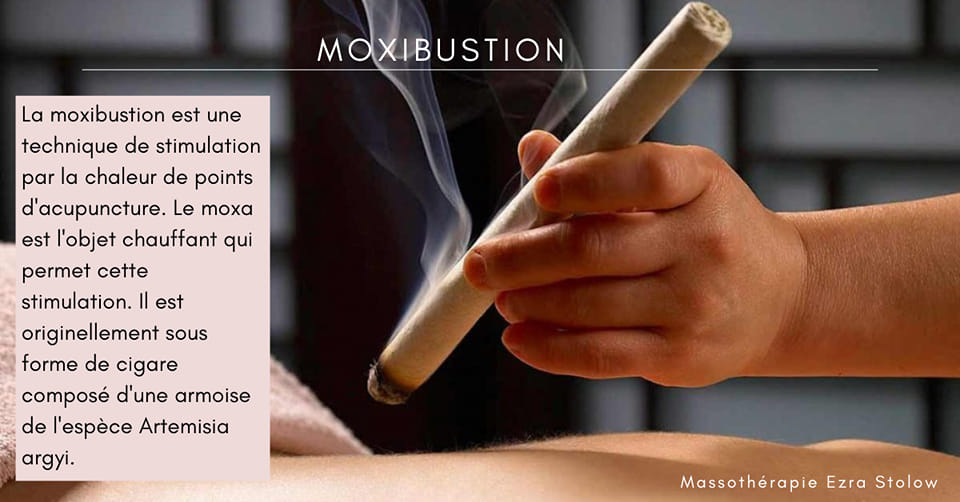 MOXIBUSTION
La moxibustion est une
technique de stimulation
par la chaleur de points
d'acupuncture. Le moxa
est l'objet chauffant qui
permet cette
stimulation. Il est
originellement sous
forme de cigare
composé d'une armoise
de l'espèce Artemisia
argyi.
Massothérapie Ezra Stolow